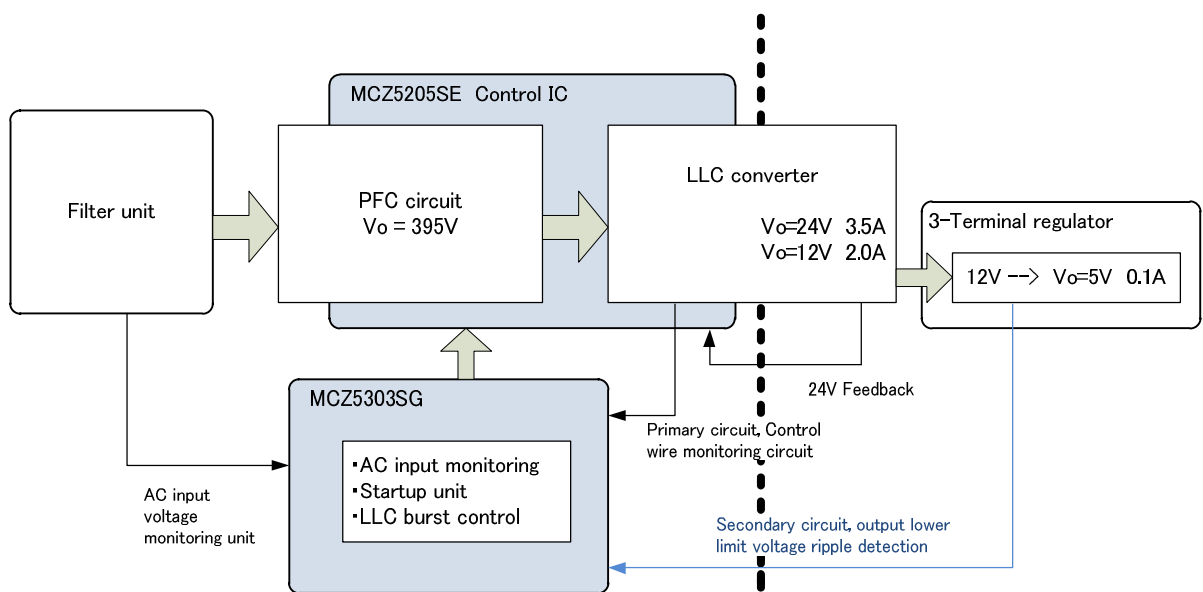 MCZ5205SE Control IC
Filter unit
PFC circuit
Vo = 395V
LLC converter
Vo=24V 3.5A
Vo=12V 2.0A
3-Terminal regulator
12V --> Vo=5V 0.1A
24V Feedback
MCZ5303SG
・AC input monitoring
・Startup unit
・LLC burst control
Primary circuit, Control
wire monitoring circuit
AC input
voltage
monitoring unit
Secondary circuit, output lower
limit voltage ripple detection